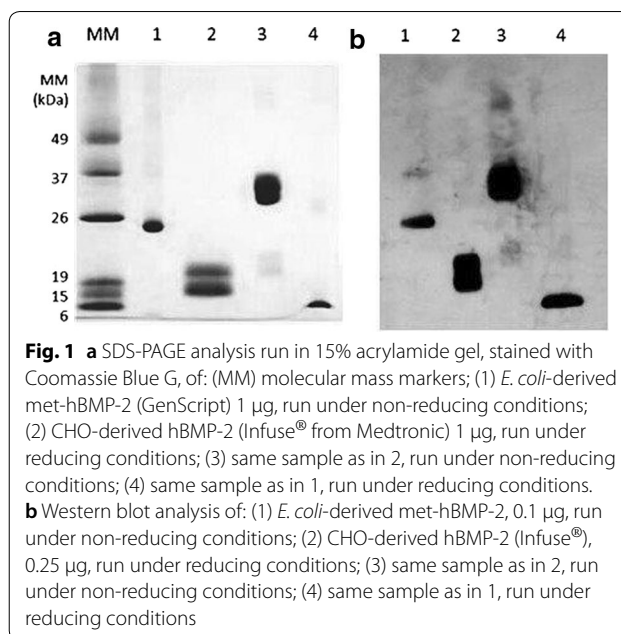 a MM 1 2 3 4 b 1 2 3 4
MM
(kDa)
49
37
26
19
15
6
Fig. 1 a SDS-PAGE analysis run in 15% acrylamide gel, stained with
Coomassie Blue G, of: (MM) molecular mass markers; (1) E. coli-derived
met-hBMP-2 (GenScript) 1 μg, run under non-reducing conditions;
(2) CHO-derived hBMP-2 (Infuse® from Medtronic) 1 μg, run under
reducing conditions; (3) same sample as in 2, run under non-reducing
conditions; (4) same sample as in 1, run under reducing conditions.
b Western blot analysis of: (1) E. coli-derived met-hBMP-2, 0.1 μg, run
under non-reducing conditions; (2) CHO-derived hBMP-2 (Infuse®),
0.25 μg, run under reducing conditions; (3) same sample as in 2, run
under non-reducing conditions; (4) same sample as in 1, run under
reducing conditions